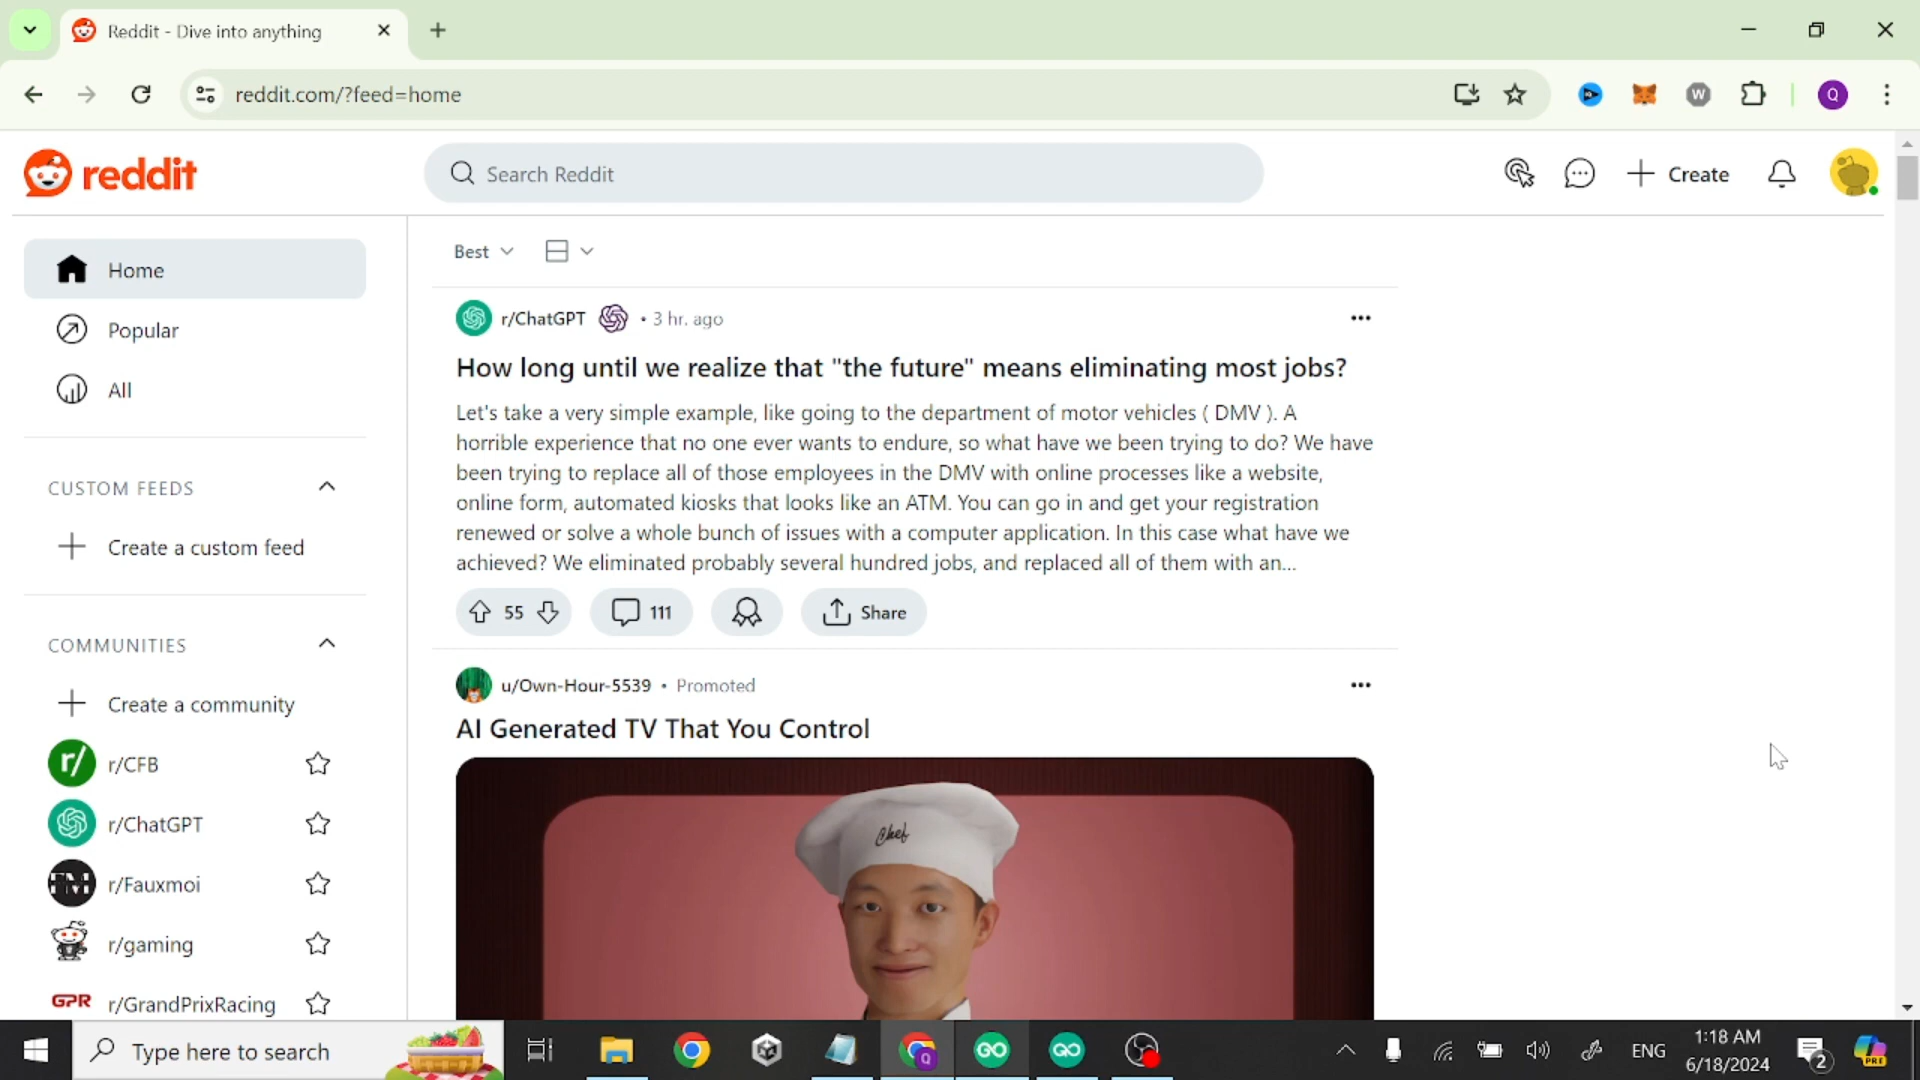 Reddit - Dive into anything
reddit.com/?feed=home
W
Q
reddit
Search Reddit
Create
Home
Popular
All
CUSTOM FEEDS
Create a custom feed
COMMUNITIES
Create a community
r/
r/CFB
r/ChatGPT
FM
r/Fauxmoi
r/gaming
GPR
r/GrandPrixRacing
Best
r/ChatGPT • 3 hr. ago
How long until we realize that "the future" means eliminating most jobs?
Let's take a very simple example, like going to the department of motor vehicles ( DMV ). A
horrible experience that no one ever wants to endure, so what have we been trying to do? We have
been trying to replace all of those employees in the DMV with online processes like a website,
online form, automated kiosks that looks like an ATM. You can go in and get your registration
renewed or solve a whole bunch of issues with a computer application. In this case what have we
achieved? We eliminated probably several hundred jobs, and replaced all of them with an...
55
111
Share
u/Own-Hour-5539 • Promoted
AI Generated TV That You Control
Chef
Type here to search
Q
GO
GO
ENG
1:18 AM
6/18/2024
2
PRE